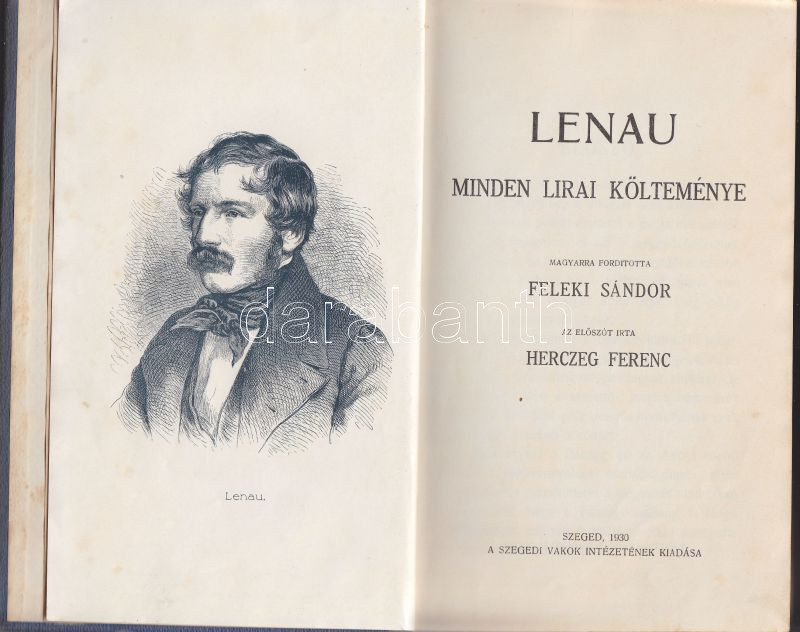 Lenau.
LENAU
MINDEN LIRAI KÖLTEMÉNYE
MAGYARRA FORDITOTTA
FELEKI SÁNDOR
AZ ELŐSZÓT IRTA
HERCZEG FERENC
SZEGED, 1930
A SZEGEDI VAKOK INTÉZETÉNEK KIADÁSA
darabanth